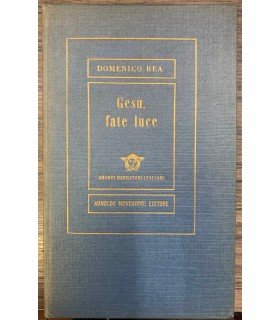 DOMENICO REA
Gesù,
fate luce
GRANDI NARRATORI ITALIANI
ARNOLDO MONDADORI EDITORE